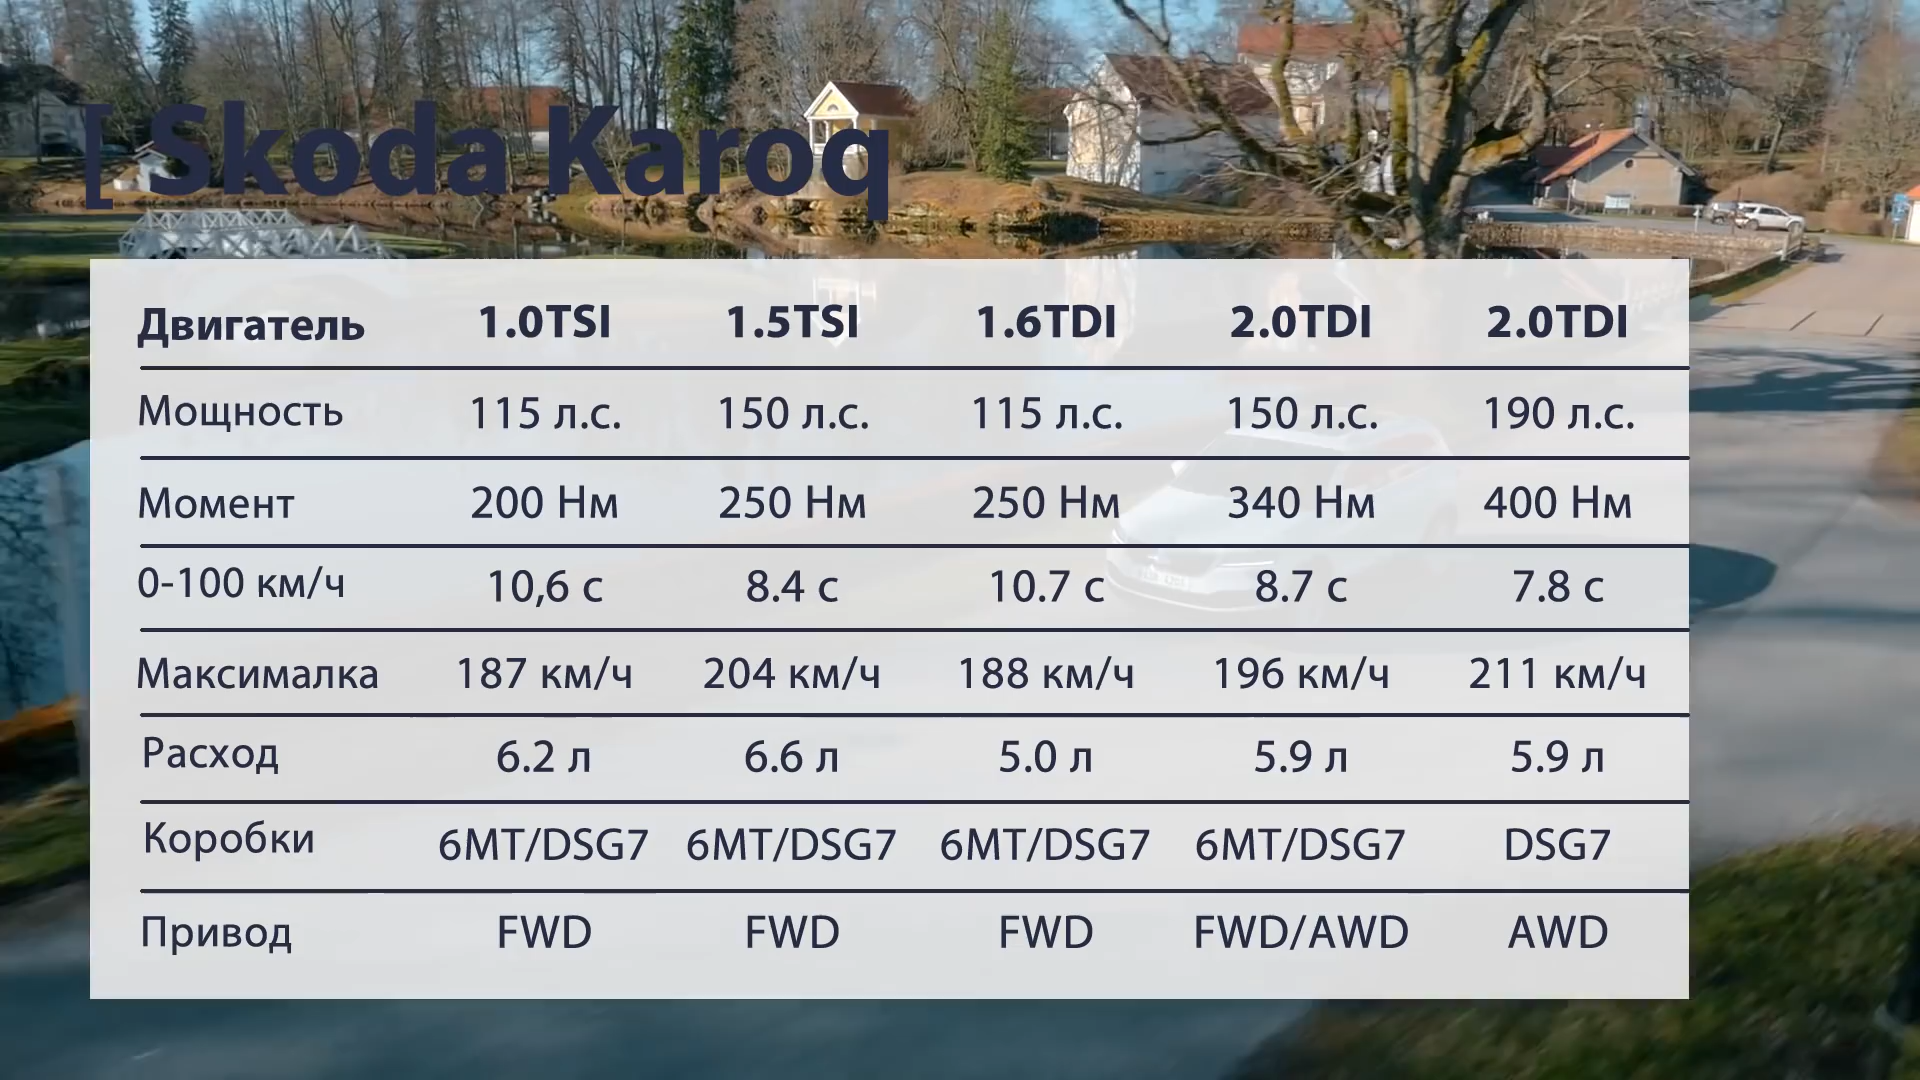 [ Skoda Karoq
Двигатель 1.0TSI 1.5TSI 1.6TDI 2.0TDI 2.0TDI
Мощность 115 л.с. 150 л.с. 115 л.с. 150 л.с. 190 л.с.
Момент 200 Нм 250 Нм 250 Нм 340 Нм 400 Нм
0-100 км/ч 10,6 с 8.4 с 10.7 с 8.7 с 7.8 с
Максималка 187 км/ч 204 км/ч 188 км/ч 196 км/ч 211 км/ч
Расход 6.2 л 6.6 л 5.0 л 5.9 л 5.9 л
Коробки 6MT/DSG7 6MT/DSG7 6MT/DSG7 6MT/DSG7 DSG7
Привод FWD FWD FWD FWD/AWD AWD